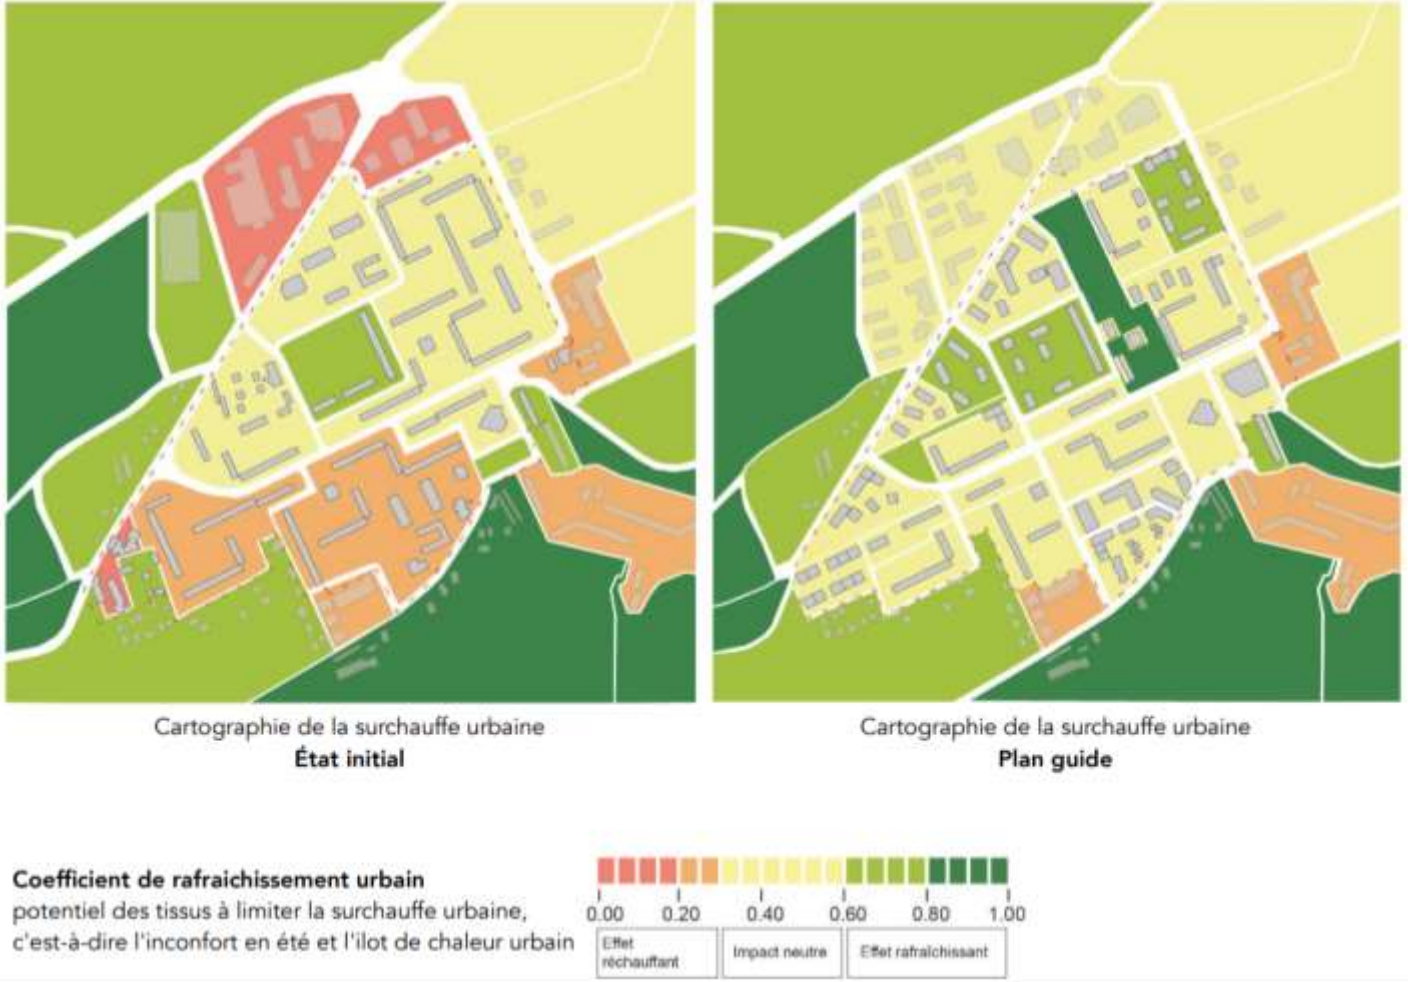 Cartographie de la surchauffe urbaine
État initial
Cartographie de la surchauffe urbaine
Plan guide
Coefficient de rafraichissement urbain
potentiel des tissus à limiter la surchauffe urbaine,
c'est-à-dire l'inconfort en été et l'ilot de chaleur urbain
0.00 0.20 0.40 0.60 0.80 1.00
Effet
réchauffant
Impact neutre
Effet rafraîchissant